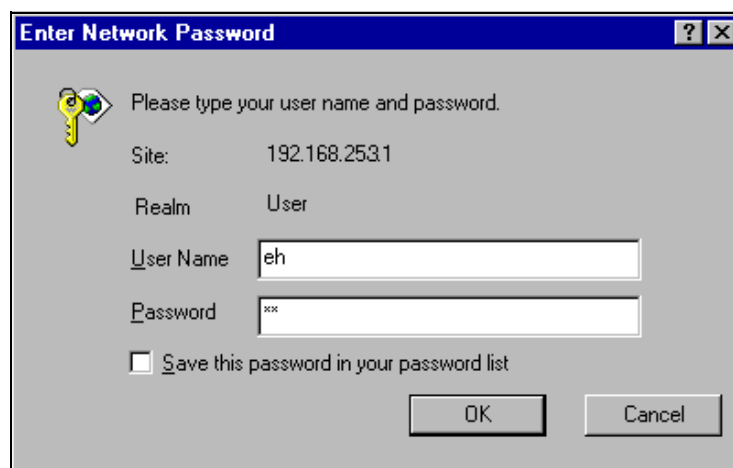 Enter Network Password
Please type your user name and password.
Site: 192.168.253.1
Realm User
User Name eh
Password **
Save this password in your password list
OK Cancel